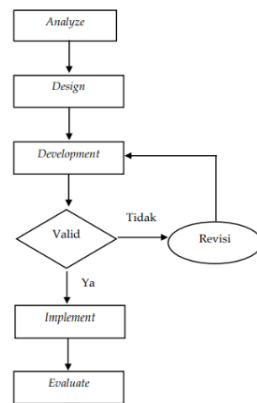 Analyze
Design
Development
Tidak
Valid
Revisi
Ya
Implement
Evaluate